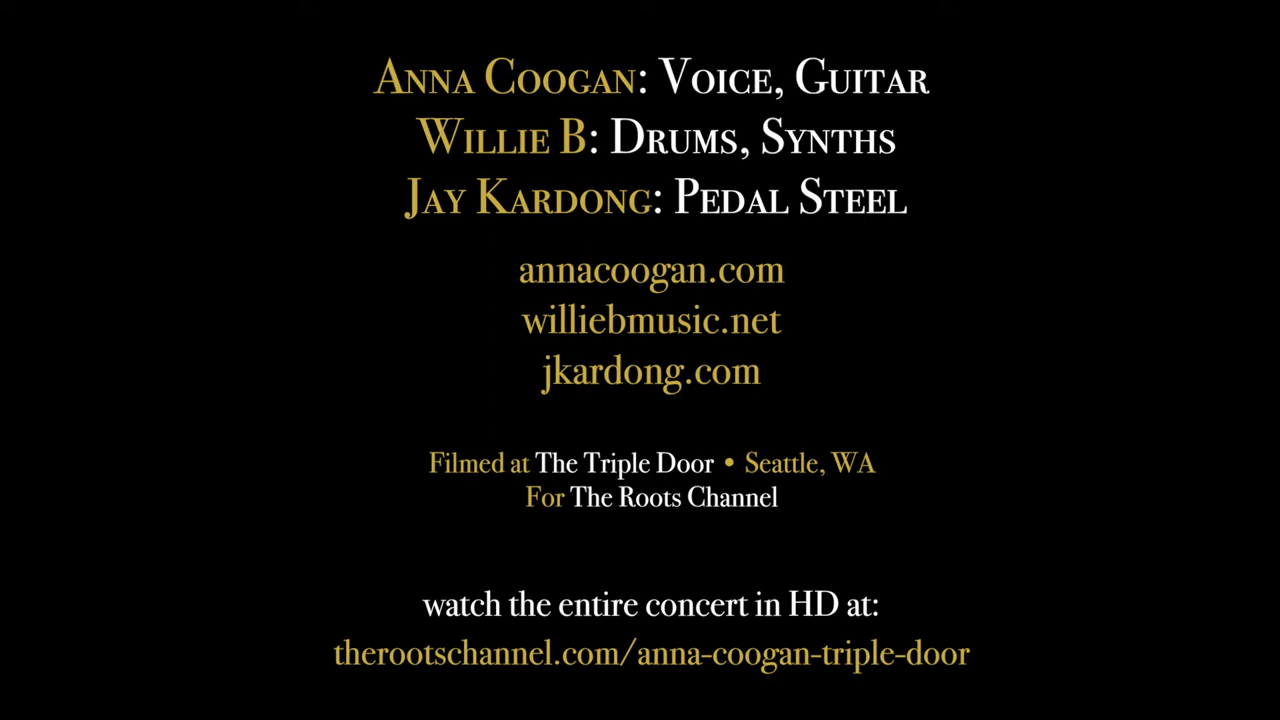 Anna Coogan: Voice, Guitar
Willie B: Drums, Synths
Jay Kardong: Pedal Steel
annacoogan.com
williebmusic.net
jkardong.com
Filmed at The Triple Door • Seattle, WA
For The Roots Channel
watch the entire concert in HD at:
therootschannel.com/anna-coogan-triple-door